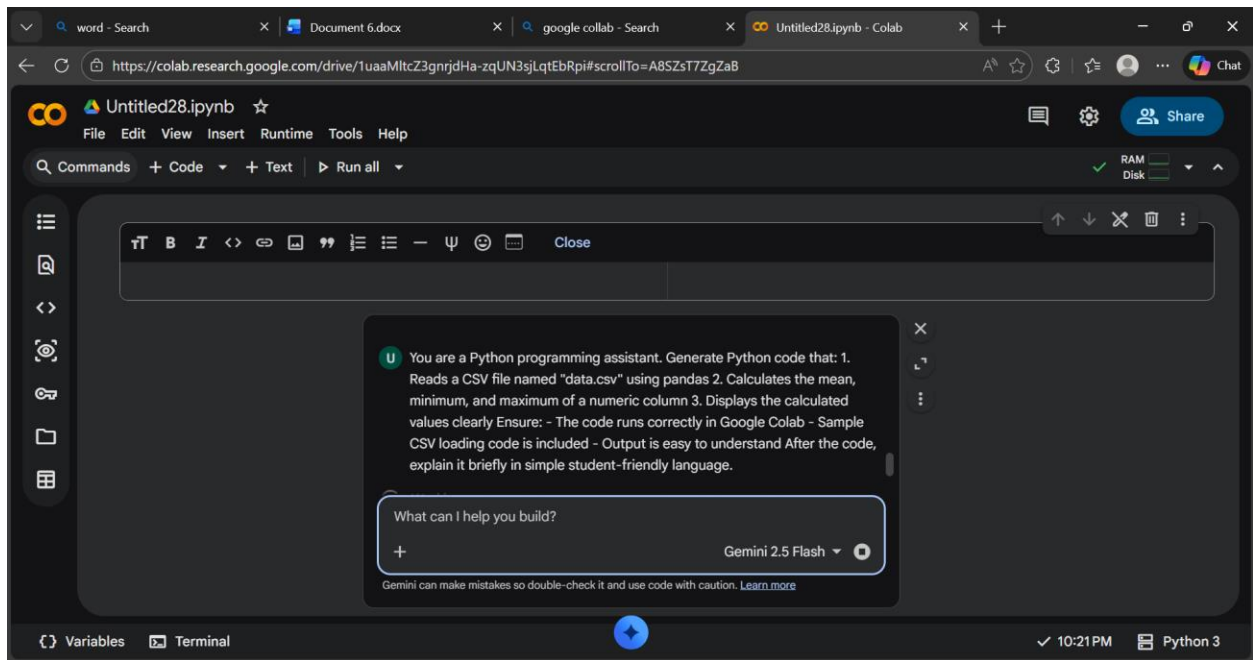 word - Search
Document 6.docx
google collab - Search
Untitled28.ipynb - Colab
https://colab.research.google.com/drive/1uaaMltcZ3gnrjdHa-zqUN3sjLqtEbRpi#scrollTo=A8SZsT7ZgZaB
Chat
Untitled28.ipynb
File Edit View Insert Runtime Tools Help
Share
Commands + Code + Text Run all
RAM
Disk
Close
U You are a Python programming assistant. Generate Python code that: 1.
Reads a CSV file named "data.csv" using pandas 2. Calculates the mean,
minimum, and maximum of a numeric column 3. Displays the calculated
values clearly Ensure: - The code runs correctly in Google Colab - Sample
CSV loading code is included - Output is easy to understand After the code,
explain it briefly in simple student-friendly language.
What can I help you build?
Gemini 2.5 Flash
Gemini can make mistakes so double-check it and use code with caution. Learn more
Variables Terminal
10:21 PM Python 3